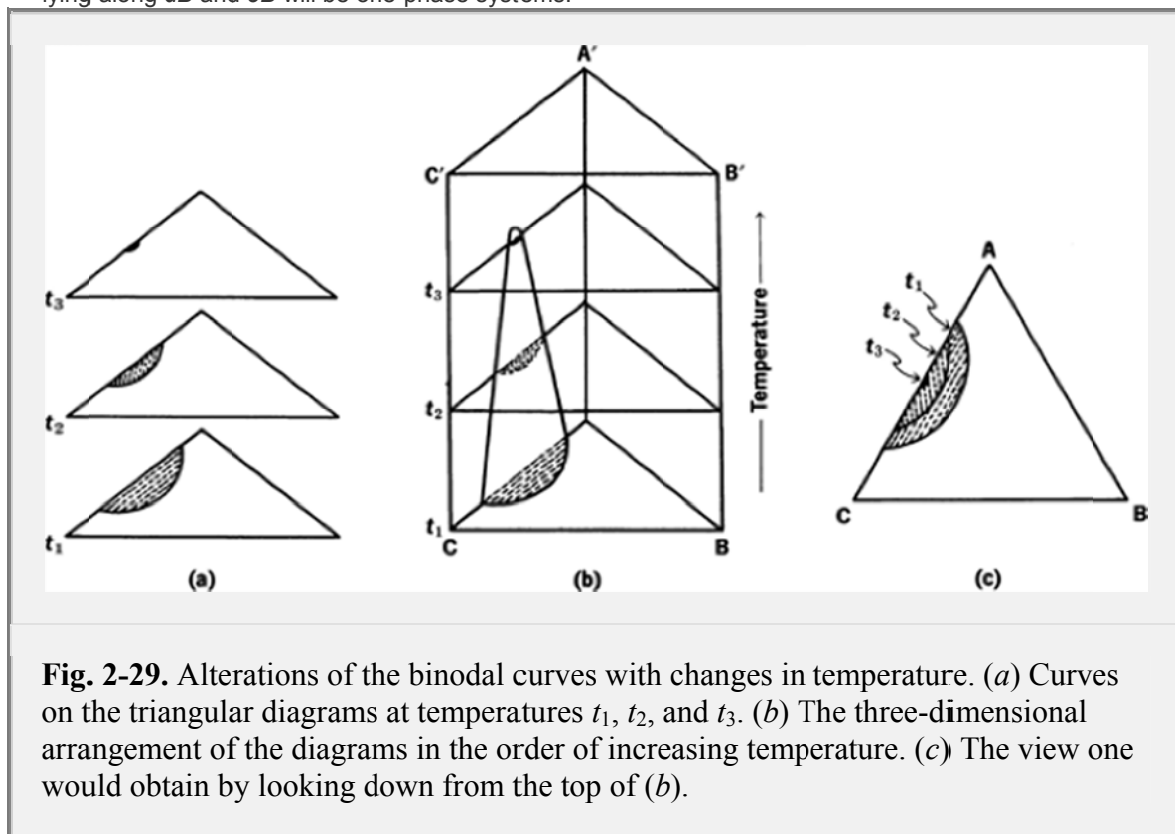 lying along aB and cB will be one-phase systems.
A′
C′
B′
t₃
t₂
t₁
C
B
Temperature
A
t₁
t₂
t₃
C
B
t₃
t₂
t₁
(a)
(b)
(c)
Fig. 2-29. Alterations of the binodal curves with changes in temperature. (a) Curves
on the triangular diagrams at temperatures t₁, t₂, and t₃. (b) The three-dimensional
arrangement of the diagrams in the order of increasing temperature. (c) The view one
would obtain by looking down from the top of (b).